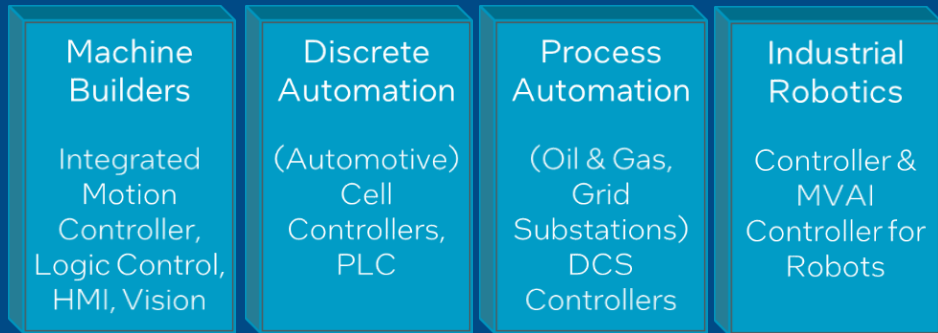 Machine
Builders
Integrated
Motion
Controller,
Logic Control,
HMI, Vision
Discrete
Automation
(Automotive)
Cell
Controllers,
PLC
Process
Automation
(Oil & Gas,
Grid
Substations)
DCS
Controllers
Industrial
Robotics
Controller &
MVAI
Controller for
Robots